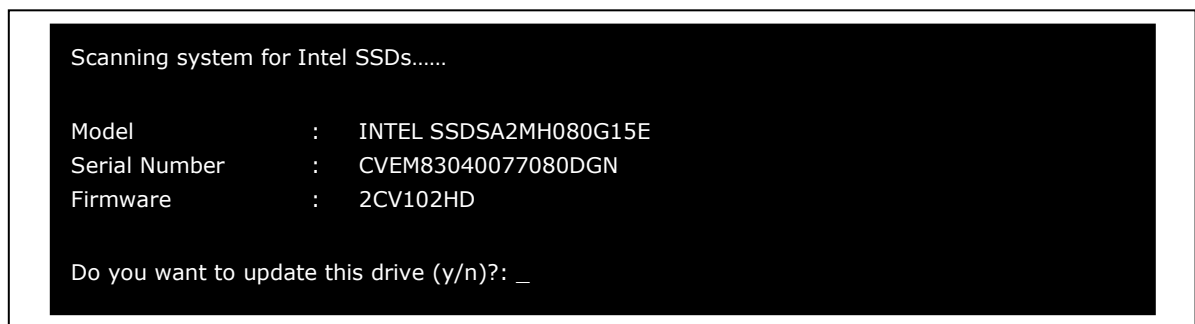 Scanning system for Intel SSDs……
Model : INTEL SSDSA2MH080G15E
Serial Number : CVEM83040077080DGN
Firmware : 2CV102HD
Do you want to update this drive (y/n)?: _